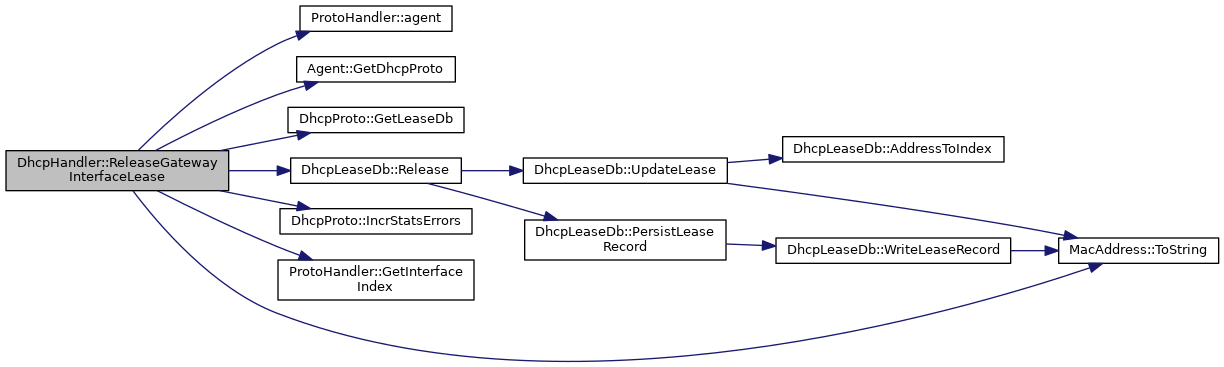 ProtoHandler::agent
Agent::GetDhcpProto
DhcpProto::GetLeaseDb
DhcpHandler::ReleaseGateway
InterfaceLease
DhcpLeaseDb::Release
DhcpProto::IncrStatsErrors
ProtoHandler::GetInterface
Index
DhcpLeaseDb::UpdateLease
DhcpLeaseDb::PersistLease
Record
DhcpLeaseDb::AddressToIndex
DhcpLeaseDb::WriteLeaseRecord
MacAddress::ToString